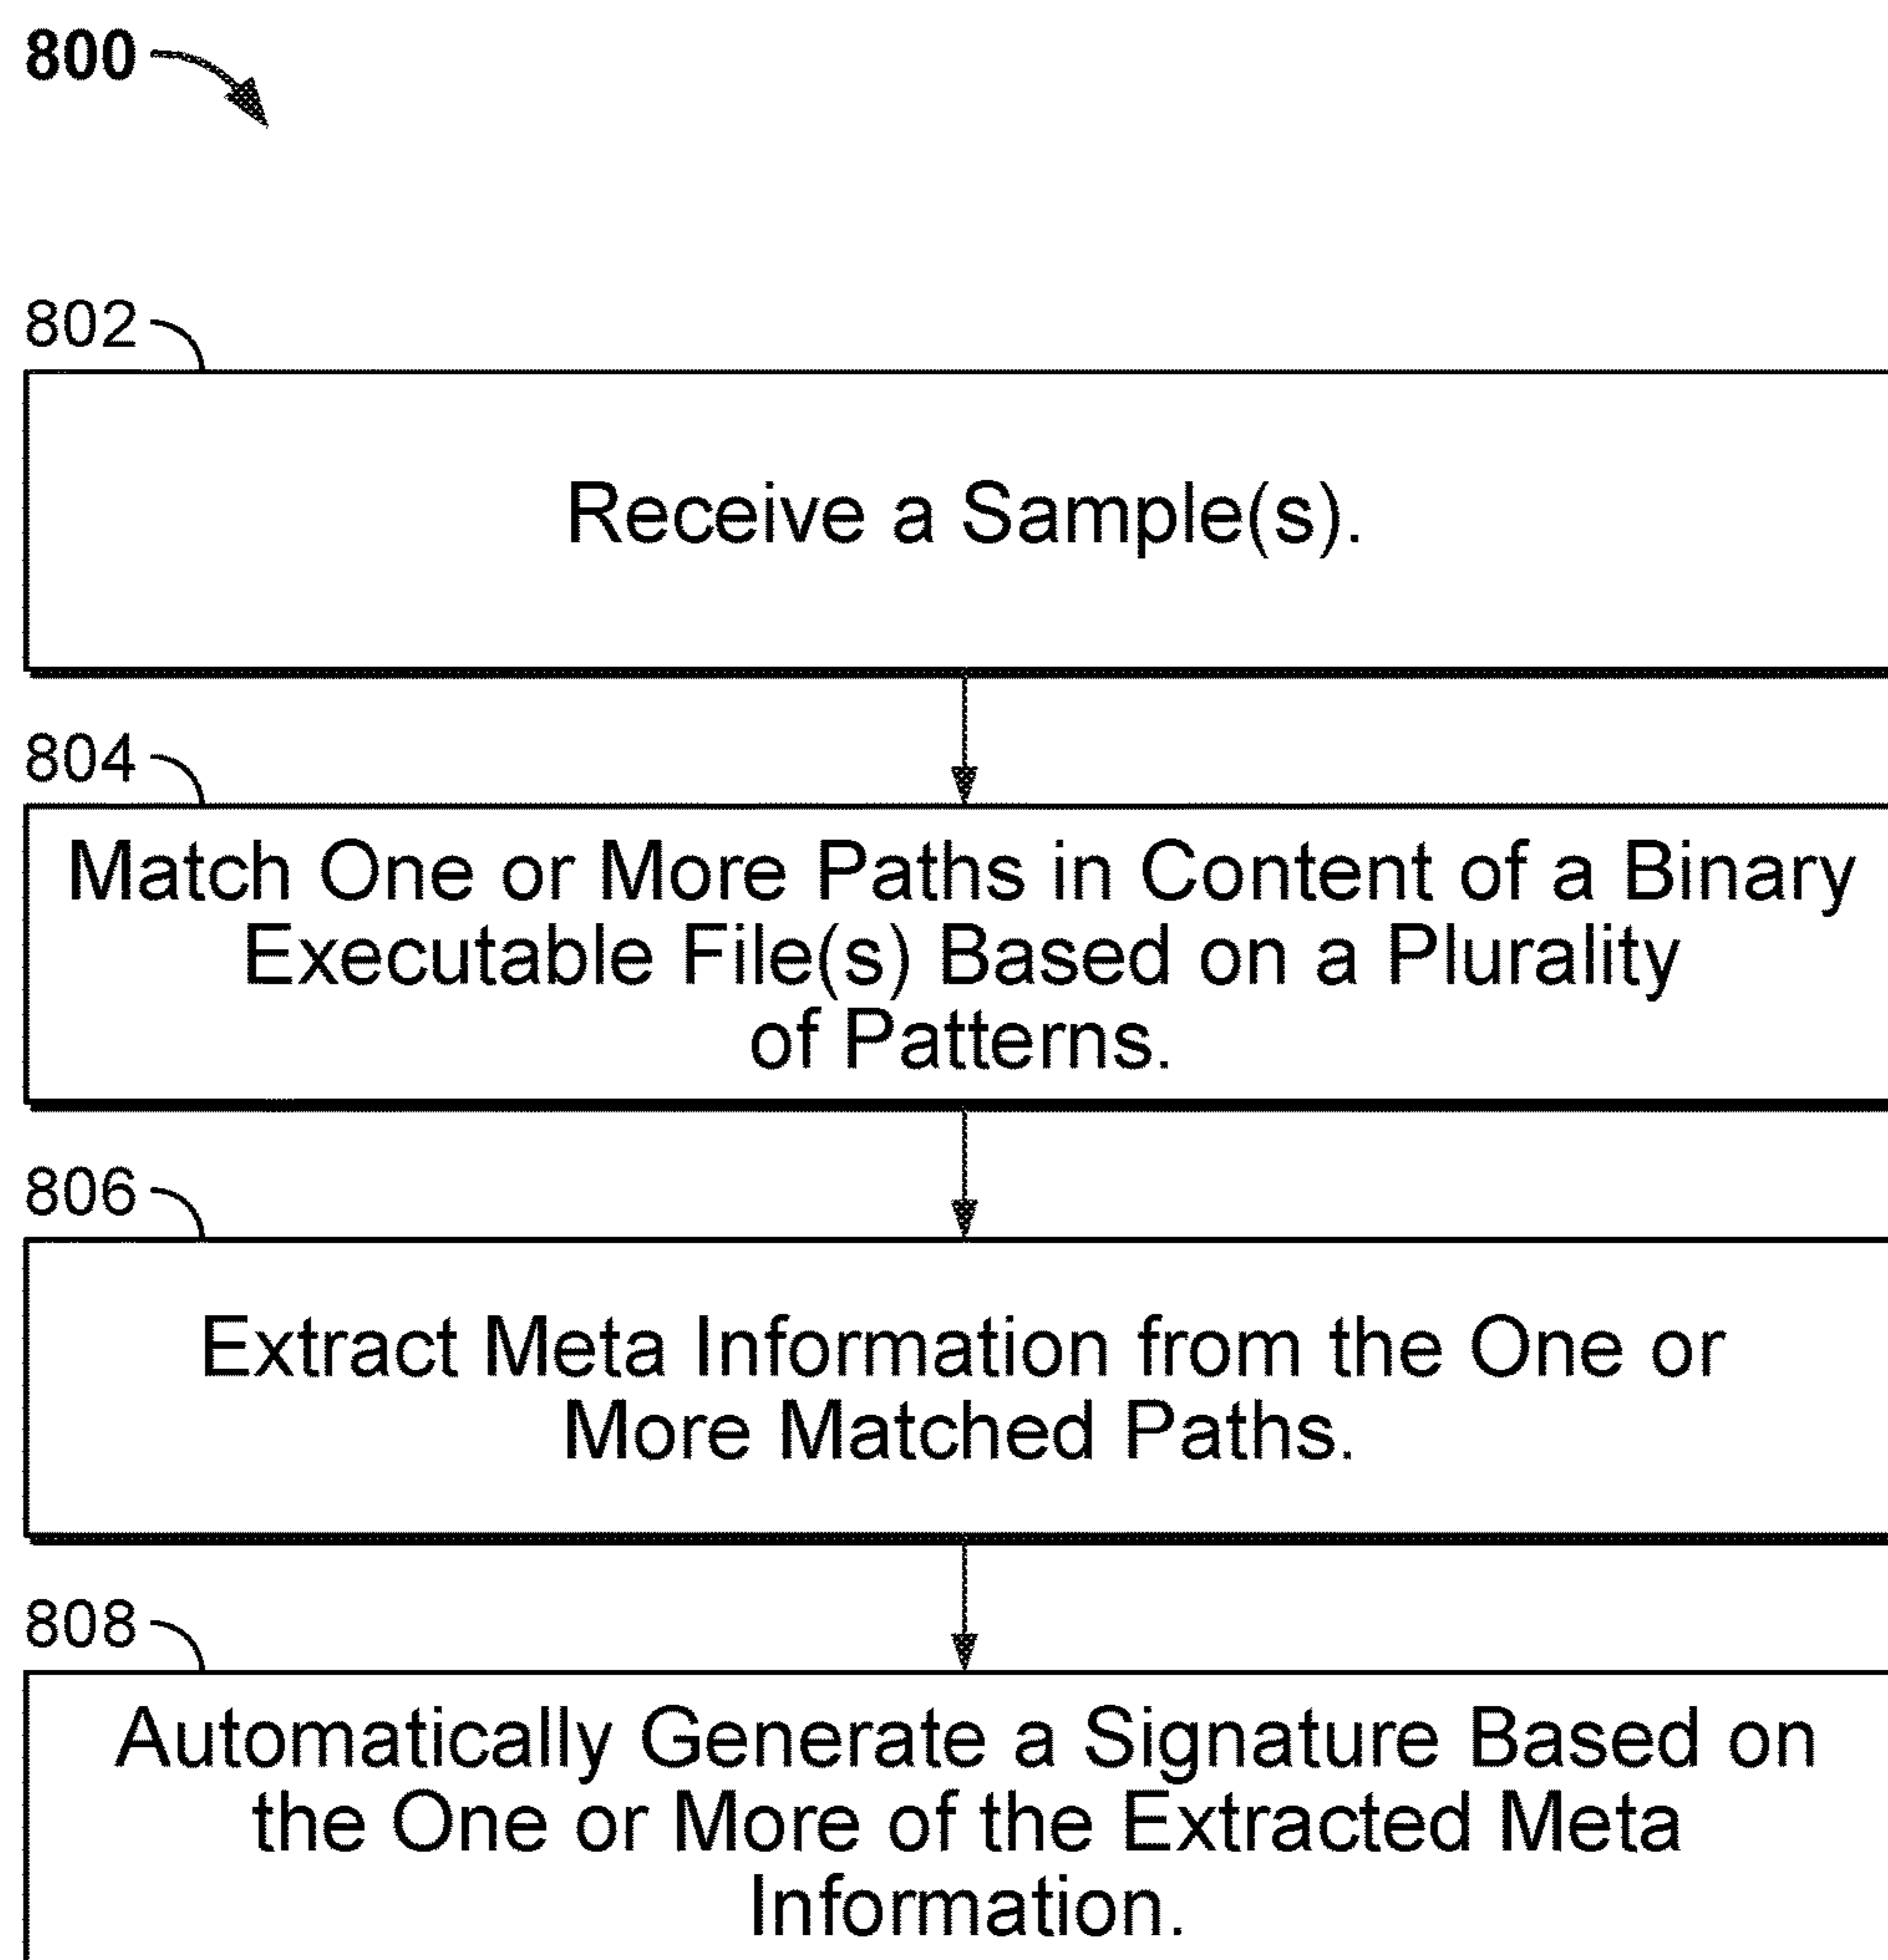 800
802
Receive a Sample(s).
804
Match One or More Paths in Content of a Binary
Executable File(s) Based on a Plurality
of Patterns.
806
Extract Meta Information from the One or
More Matched Paths.
808
Automatically Generate a Signature Based on
the One or More of the Extracted Meta
Information.